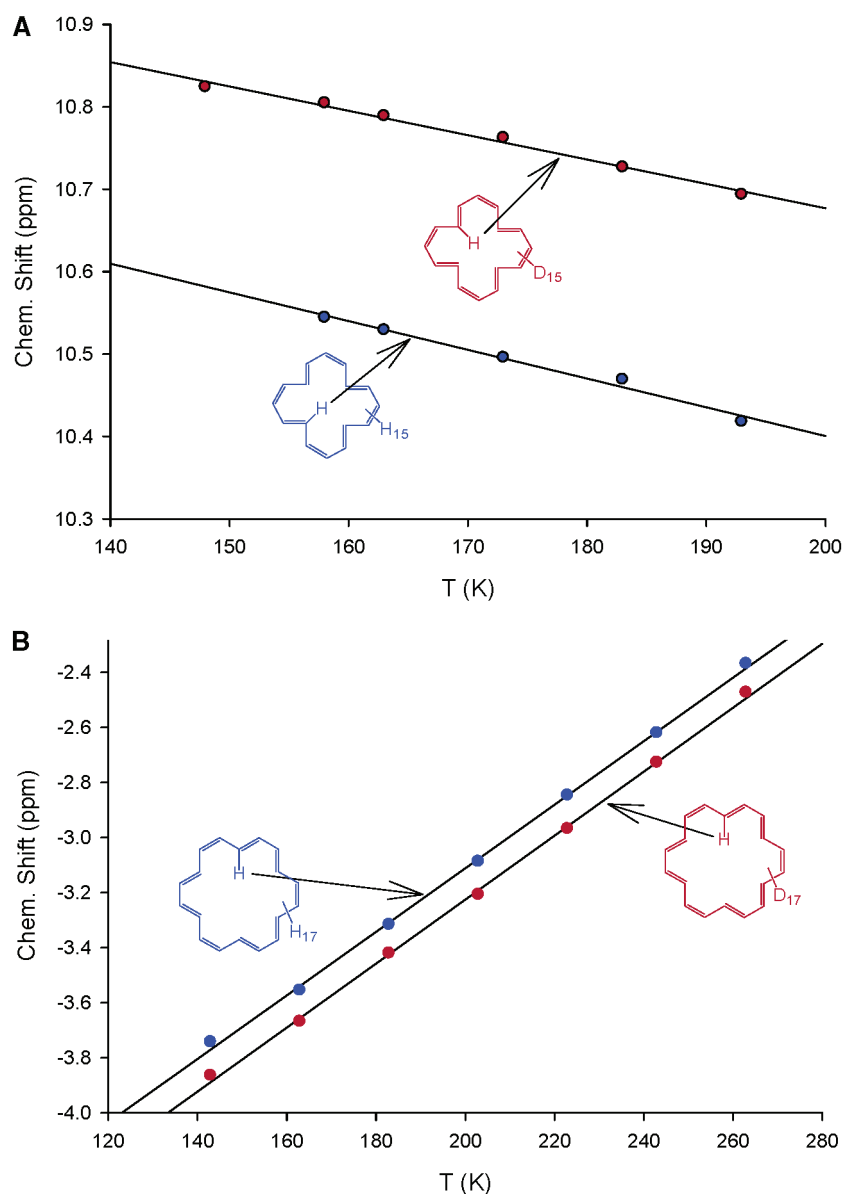 A
Chem. Shift (ppm)
10.9
10.8
10.7
10.6
10.5
10.4
10.3
H
D15
H
H15
140 150 160 170 180 190 200
T (K)
B
Chem. Shift (ppm)
-2.4
-2.6
-2.8
-3.0
-3.2
-3.4
-3.6
-3.8
-4.0
H
H17
H
D17
120 140 160 180 200 220 240 260 280
T (K)